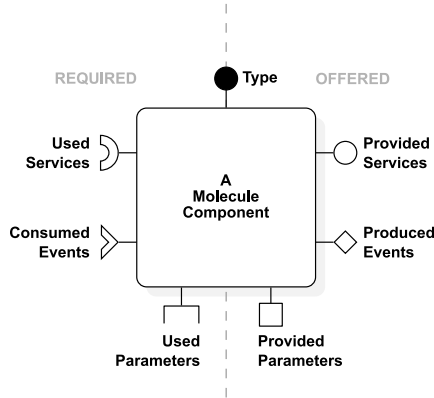 REQUIRED
Type
OFFERED
Used
Services
Provided
Services
A
Molecule
Component
Consumed
Events
Produced
Events
Used
Parameters
Provided
Parameters